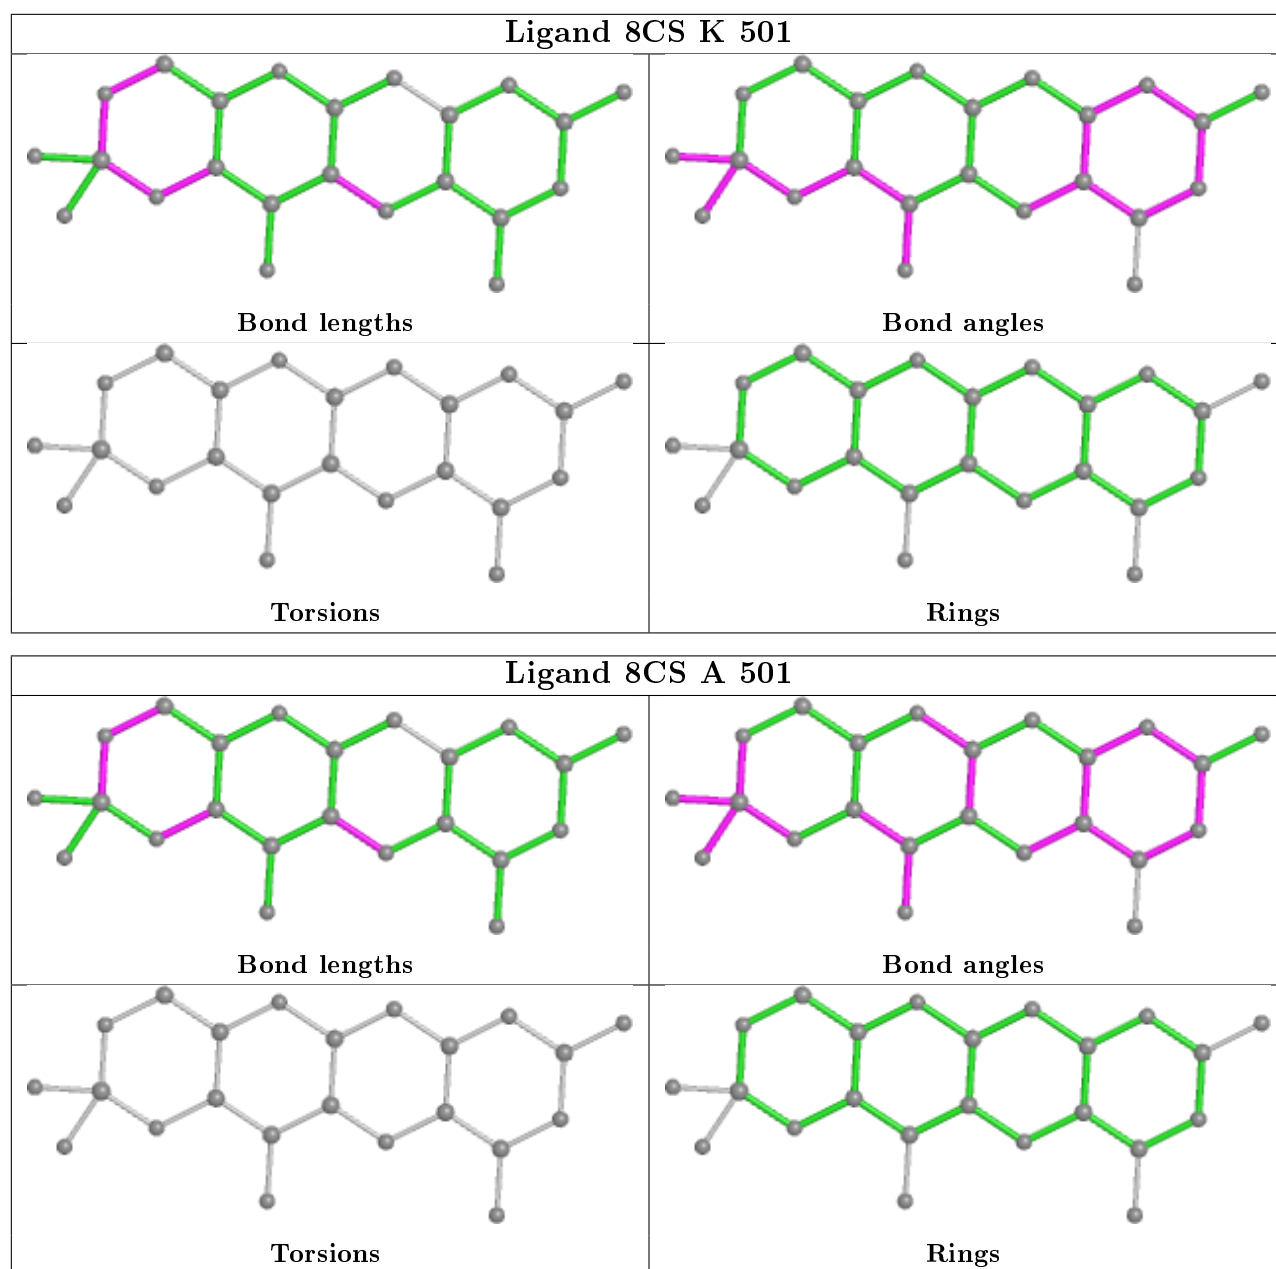 Ligand 8CS K 501
Bond lengths
Bond angles
Torsions
Rings
Ligand 8CS A 501
Bond lengths
Bond angles
Torsions
Rings